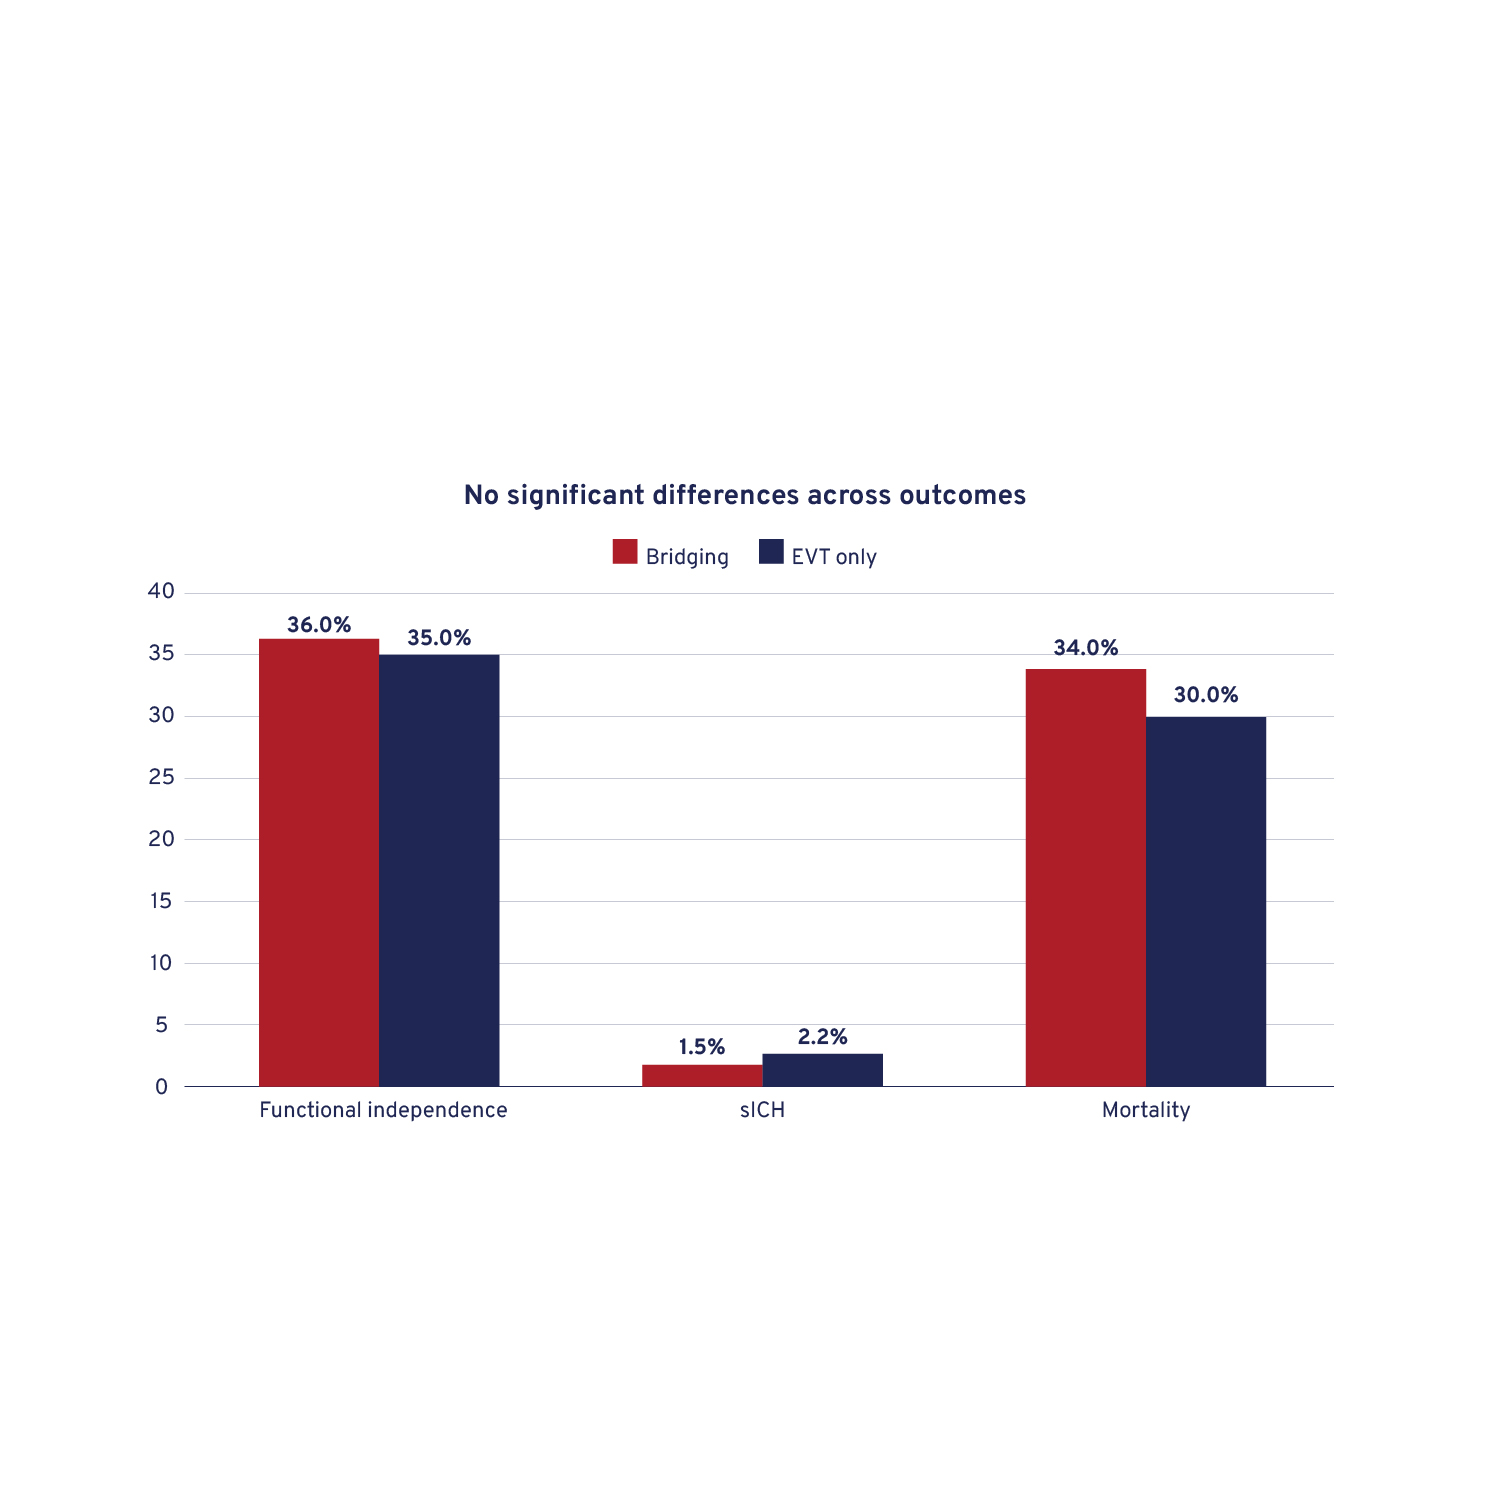 No significant differences across outcomes
Bridging EVT only
40
36.0% 35.0% 34.0%
35
30.0%
30
25
20
15
10
5
1.5% 2.2%
0
Functional independence sICH Mortality